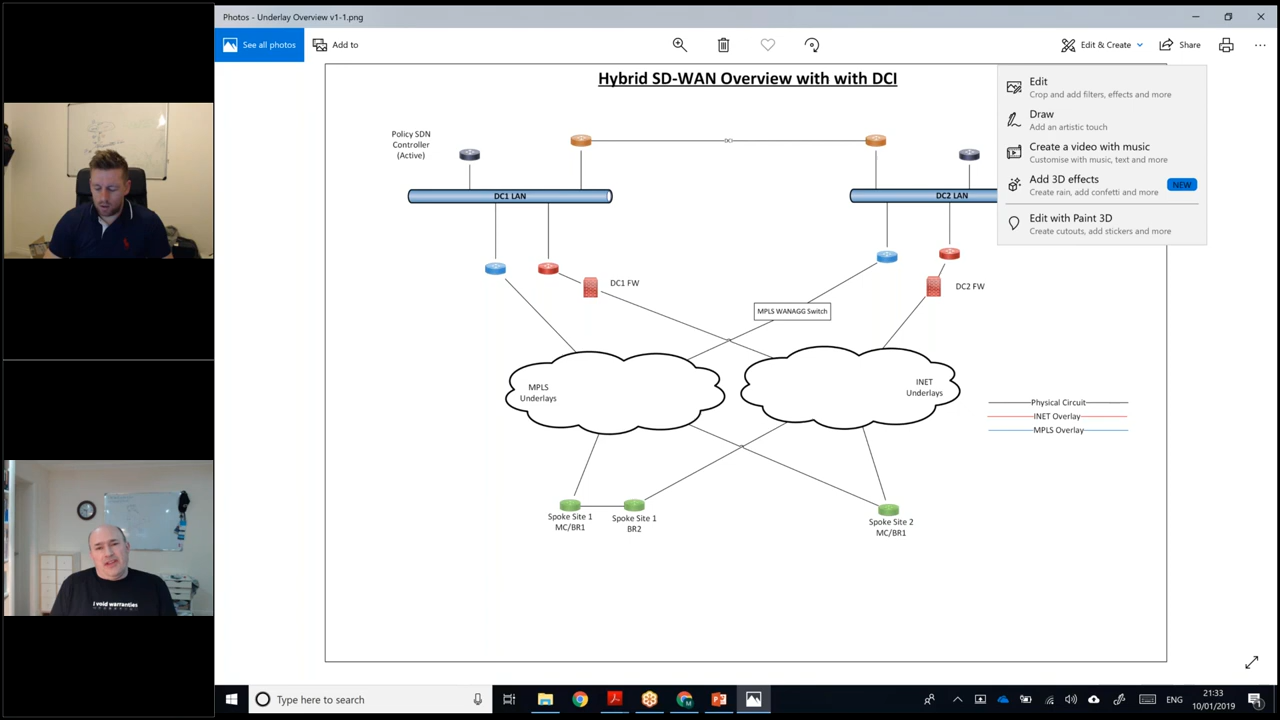 Photos - Underlay Overview v1-1.png
See all photos
Add to
Edit & Create
Share
Hybrid SD-WAN Overview with with DCI
Edit
Crop and add filters, effects and more
Draw
Add an artistic touch
Create a video with music
Customise with music, text and more
Add 3D effects
Create rain, add confetti and more
NEW
Edit with Paint 3D
Create cutouts, add stickers and more
Policy SDN
Controller
(Active)
DC1 LAN
DC2 LAN
DC1 FW
DC2 FW
MPLS WANAGG Switch
MPLS
Underlays
INET
Underlays
Physical Circuit
INET Overlay
MPLS Overlay
Spoke Site 1
MC/BR1
Spoke Site 1
BR2
Spoke Site 2
MC/BR1
I void warranties
Type here to search
ENG
21:33
10/01/2019